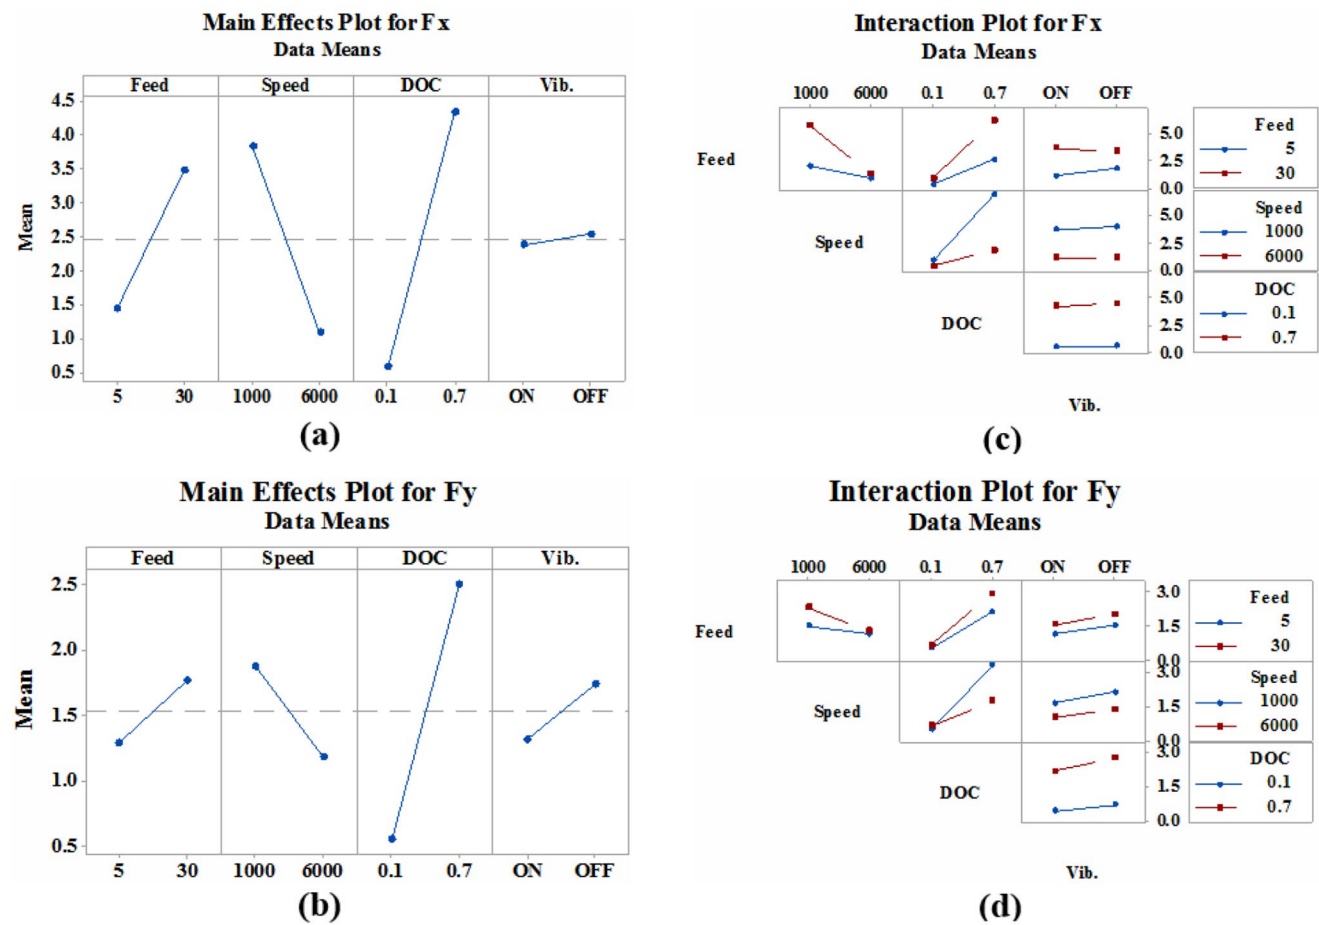 Main Effects Plot for Fx
Data Means
Feed Speed DOC Vib.
4.5
4.0
3.5
3.0
2.5
2.0
1.5
1.0
0.5
Mean
5 30 1000 6000 0.1 0.7 ON OFF
(a)
Interaction Plot for Fx
Data Means
1000 6000 0.1 0.7 ON OFF
Feed
5.0
2.5
0.0
Feed
5
30
Speed
5.0
2.5
0.0
Speed
1000
6000
DOC
5.0
2.5
0.0
DOC
0.1
0.7
Vib.
(c)
Main Effects Plot for Fy
Data Means
Feed Speed DOC Vib.
2.5
2.0
1.5
1.0
0.5
Mean
5 30 1000 6000 0.1 0.7 ON OFF
(b)
Interaction Plot for Fy
Data Means
1000 6000 0.1 0.7 ON OFF
Feed
3.0
1.5
0.0
Feed
5
30
Speed
3.0
1.5
0.0
Speed
1000
6000
DOC
3.0
1.5
0.0
DOC
0.1
0.7
Vib.
(d)